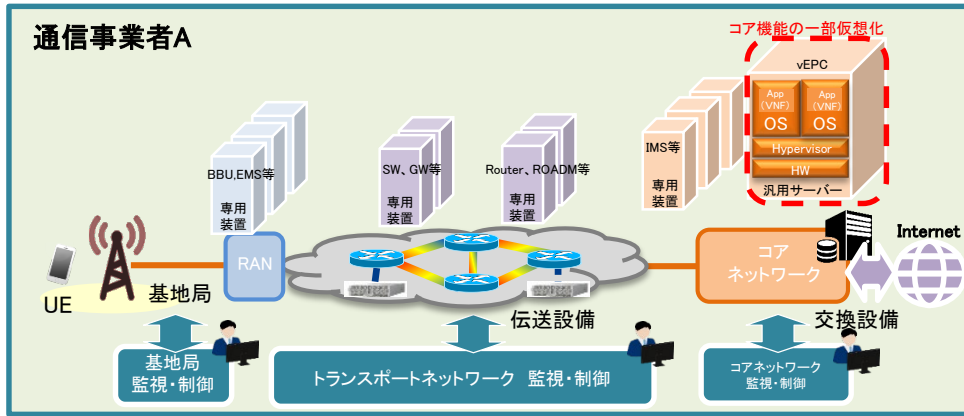 通信事業者A
コア機能の一部仮想化
vEPC
App
(VNF)
OS
App
(VNF)
OS
Hypervisor
HW
汎用サーバー
BBU,EMS等
専用
装置
SW、GW等
専用
装置
Router、ROADM等
専用
装置
IMS等
専用
装置
UE
基地局
RAN
伝送設備
コア
ネットワーク
交換設備
Internet
基地局
監視・制御
トランスポートネットワーク 監視・制御
コアネットワーク
監視・制御